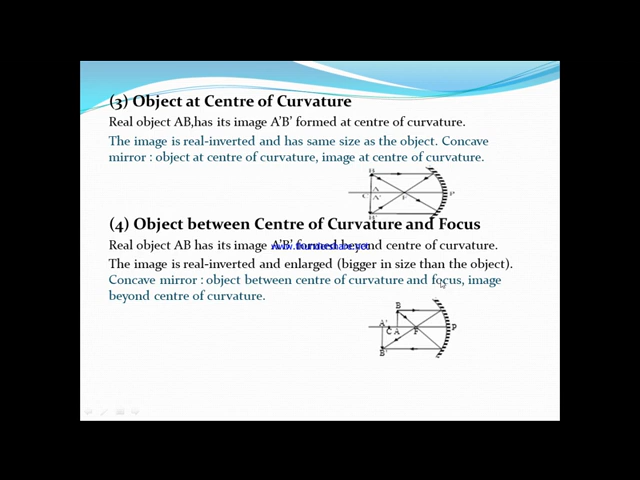 (3) Object at Centre of Curvature
Real object AB,has its image A'B' formed at centre of curvature.
The image is real-inverted and has same size as the object. Concave
mirror : object at centre of curvature, image at centre of curvature.
B
C A F P
A'
B'
(4) Object between Centre of Curvature and Focus
Real object AB has its image A'B' formed beyond centre of curvature.
The image is real-inverted and enlarged (bigger in size than the object).
Concave mirror : object between centre of curvature and focus, image
beyond centre of curvature.
B
A' C A F P
B'